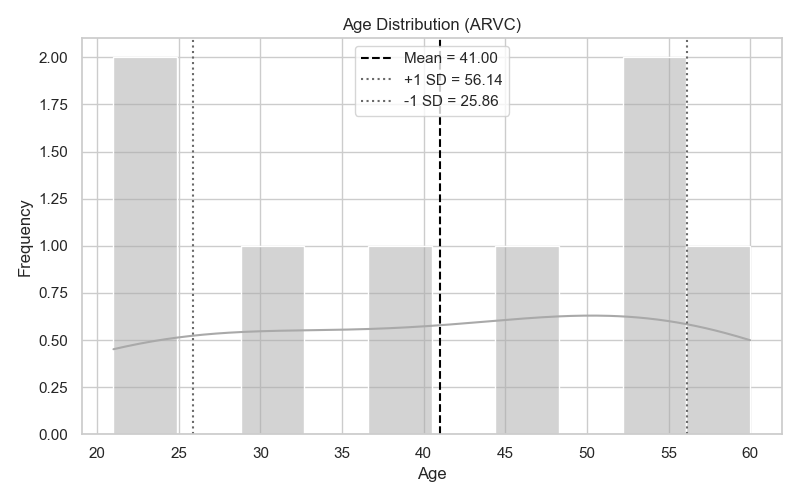 Age Distribution (ARVC)
Mean = 41.00
+1 SD = 56.14
-1 SD = 25.86
2.00
1.75
1.50
1.25
1.00
0.75
0.50
0.25
0.00
Frequency
20 25 30 35 40 45 50 55 60
Age